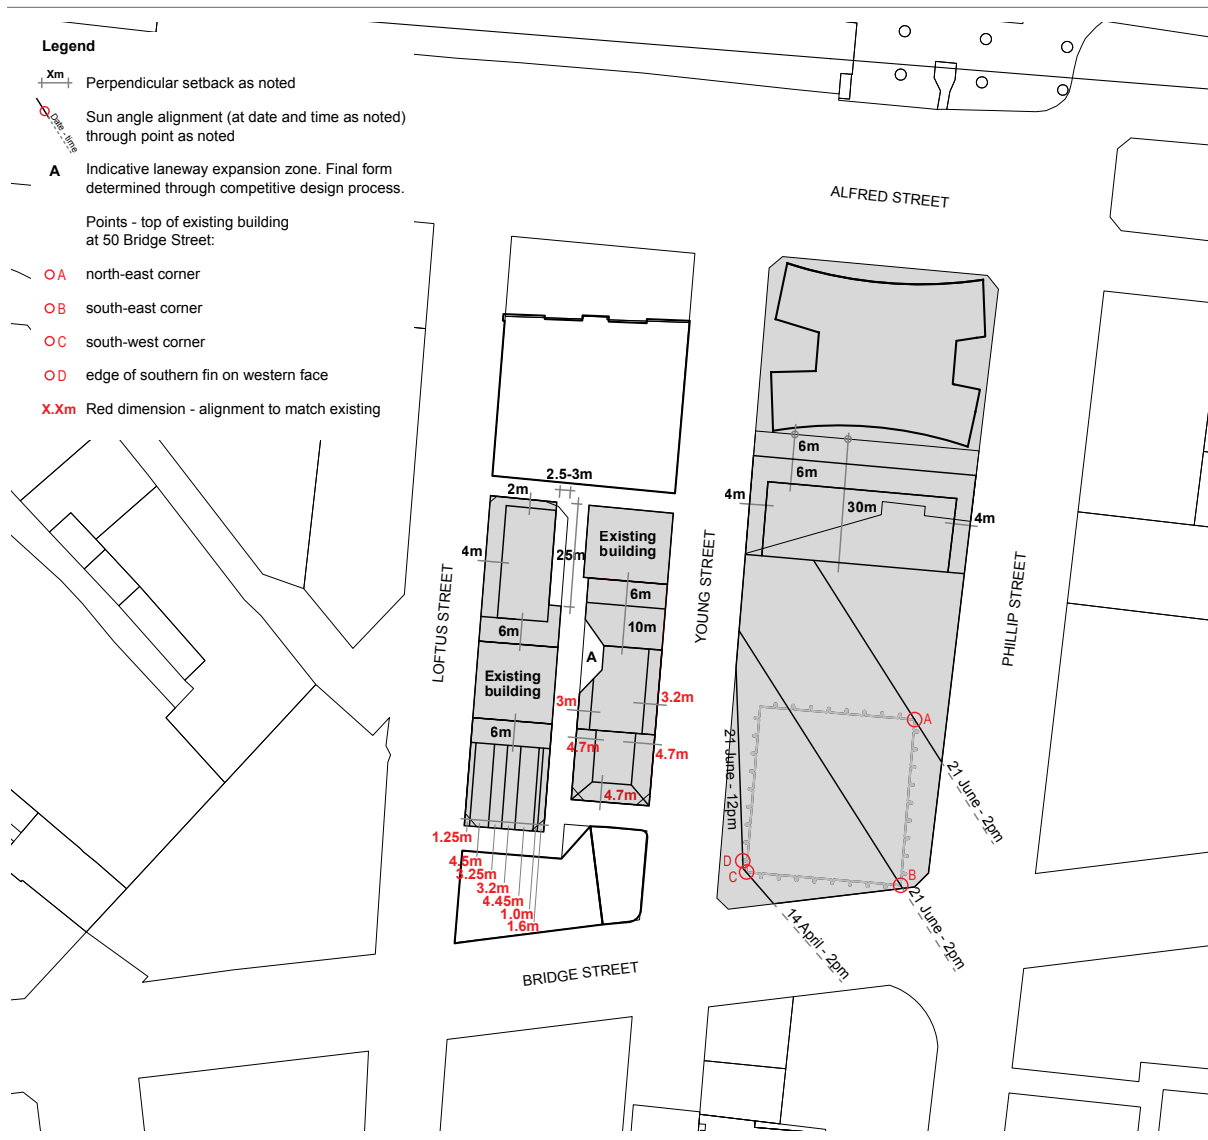 Legend
Xm
Perpendicular setback as noted
Date - time
Sun angle alignment (at date and time as noted)
through point as noted
A
Indicative laneway expansion zone. Final form
determined through competitive design process.
Points - top of existing building
at 50 Bridge Street:
A
north-east corner
B
south-east corner
C
south-west corner
D
edge of southern fin on western face
X.Xm
Red dimension - alignment to match existing
ALFRED STREET
LOFTUS STREET
YOUNG STREET
PHILLIP STREET
BRIDGE STREET
2.5-3m
2m
4m
25m
6m
Existing
building
6m
1.25m
4.5m
3.25m
3.2m
4.45m
1.0m
1.6m
Existing
building
6m
10m
A
3m
3.2m
4.7m
4.7m
4.7m
6m
6m
4m
30m
4m
A
B
C
D
21 June - 12pm
21 June - 2pm
21 June - 2pm
14 April - 2pm